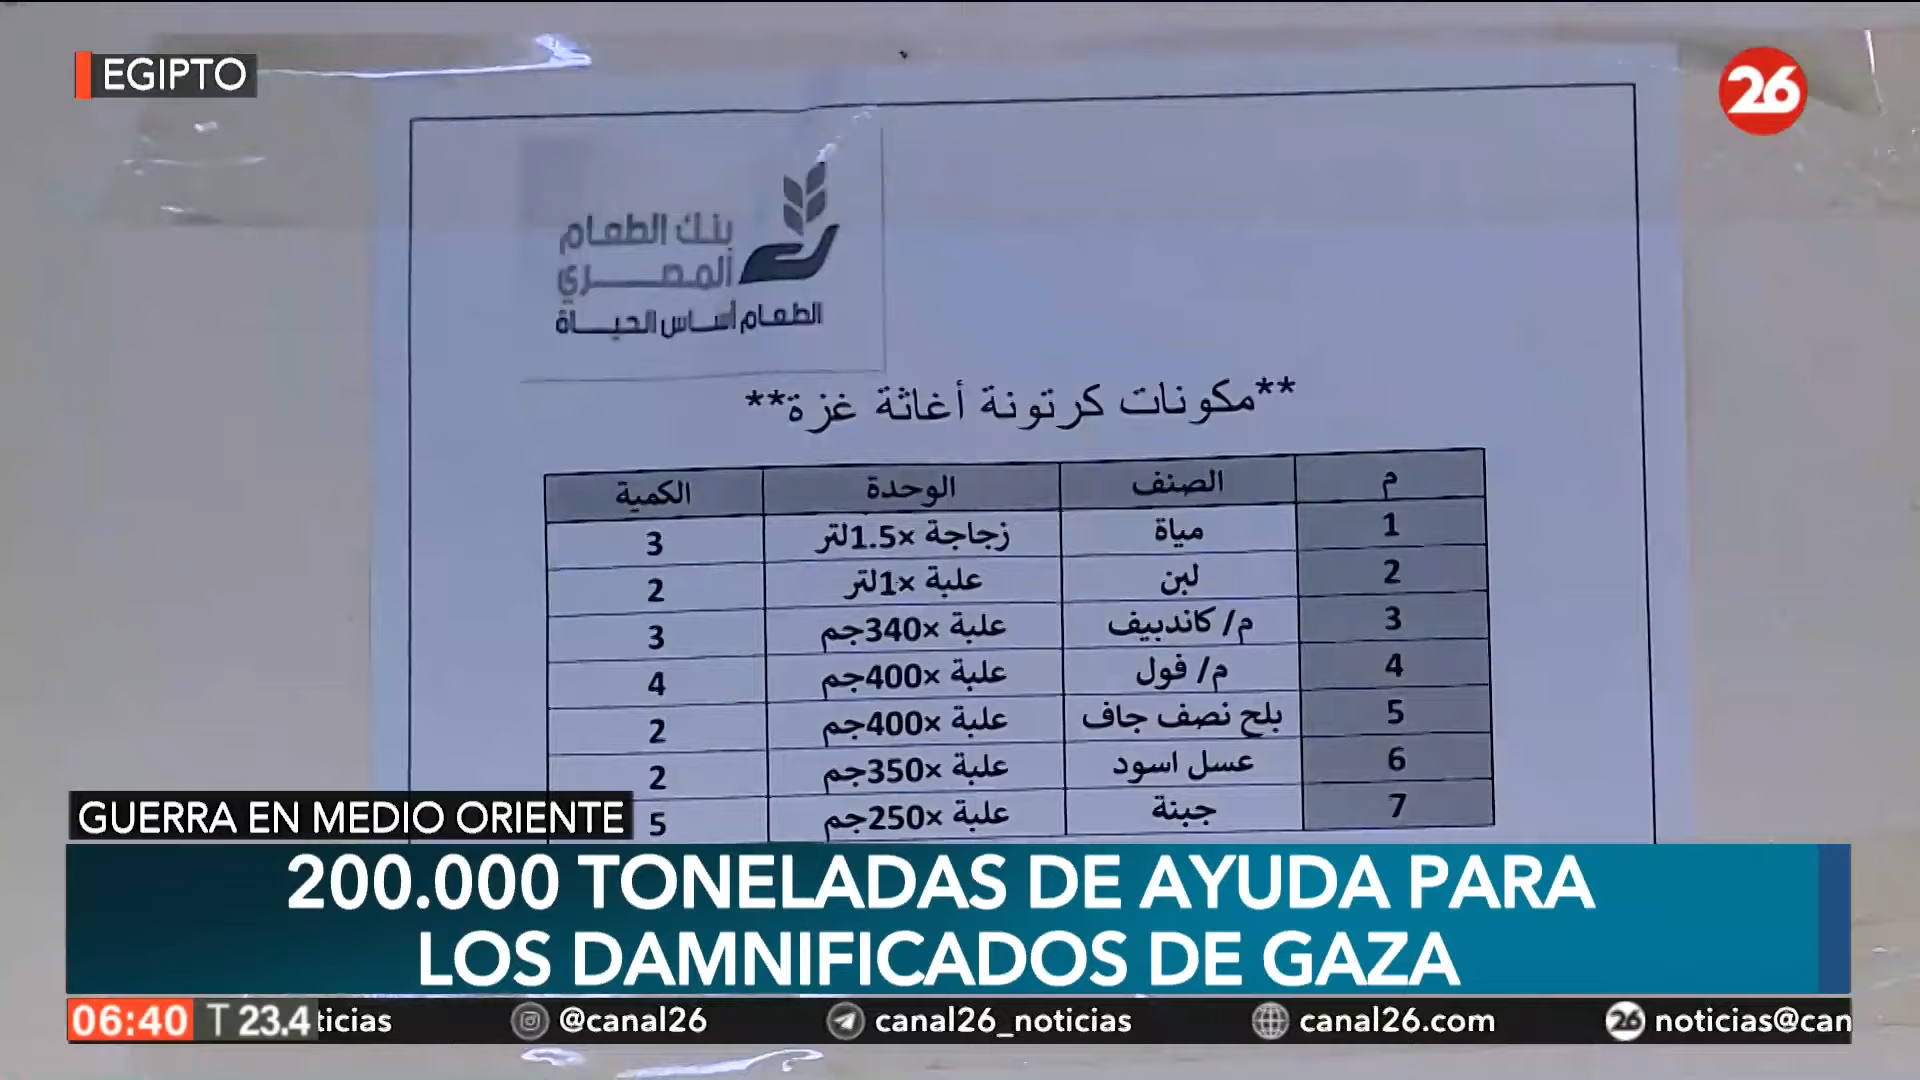 EGIPTO
26
بنك الطعام
المصري
الطعام أساس الحياة
**مكونات كرتونة أغاثة غزة**
م الصنف الوحدة الكمية
1 مياة زجاجة ×1.5لتر 3
2 لبن علبة ×1لتر 2
3 م/ كاندبيف علبة ×340جم 3
4 م/ فول علبة ×400جم 4
5 بلح نصف جاف علبة ×400جم 2
6 عسل اسود علبة ×350جم 2
7 جبنة علبة ×250جم 5
GUERRA EN MEDIO ORIENTE
200.000 TONELADAS DE AYUDA PARA
LOS DAMNIFICADOS DE GAZA
06:40 T 23.4 ticias @canal26 canal26_noticias canal26.com 26 noticias@can